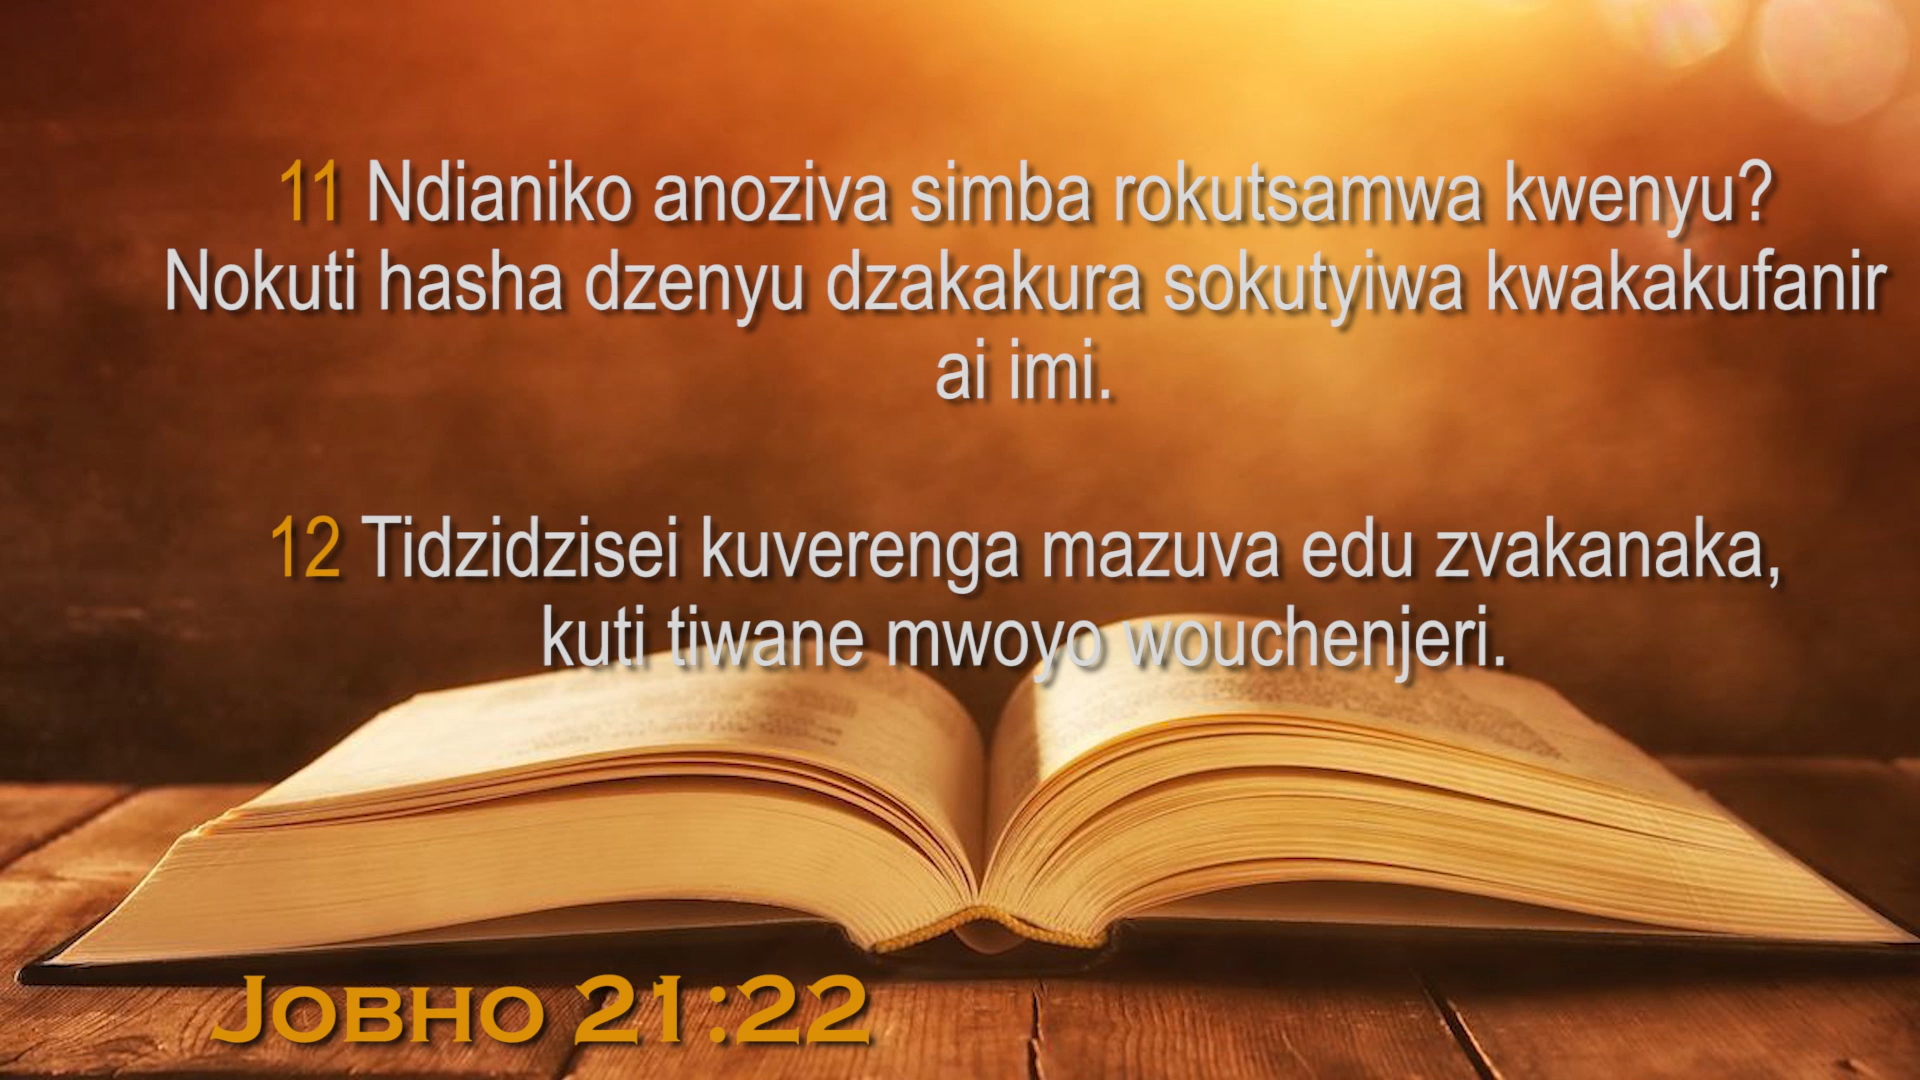 11 Ndianiko anoziva simba rokutsamwa kwenyu?
Nokuti hasha dzenyu dzakakura sokutyiwa kwakakufanir
ai imi.
12 Tidzidzisei kuverenga mazuva edu zvakanaka,
kuti tiwane mwoyo wouchenjeri.
Jobho 21:22